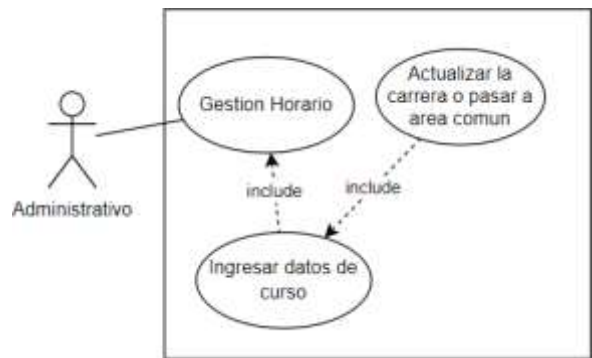 Actualizar la
carrera o pasar a
area comun
Gestion Horario
include
include
Administrativo
Ingresar datos de
curso